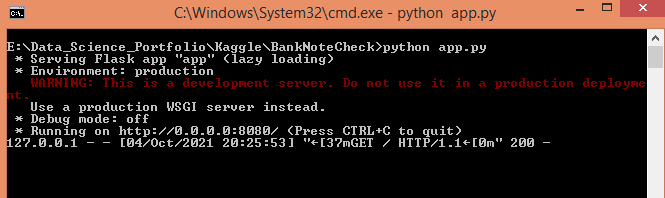 C:\Windows\System32\cmd.exe - python  app.py
E:\Data_Science_Portfolio\Kaggle\BankNoteCheck>python app.py
 * Serving Flask app "app" (lazy loading)
 * Environment: production
   WARNING: This is a development server. Do not use it in a production deployme
nt.
   Use a production WSGI server instead.
 * Debug mode: off
 * Running on http://0.0.0.0:8080/ (Press CTRL+C to quit)
127.0.0.1 - - [04/Oct/2021 20:25:53] "←[37mGET / HTTP/1.1←[0m" 200 -